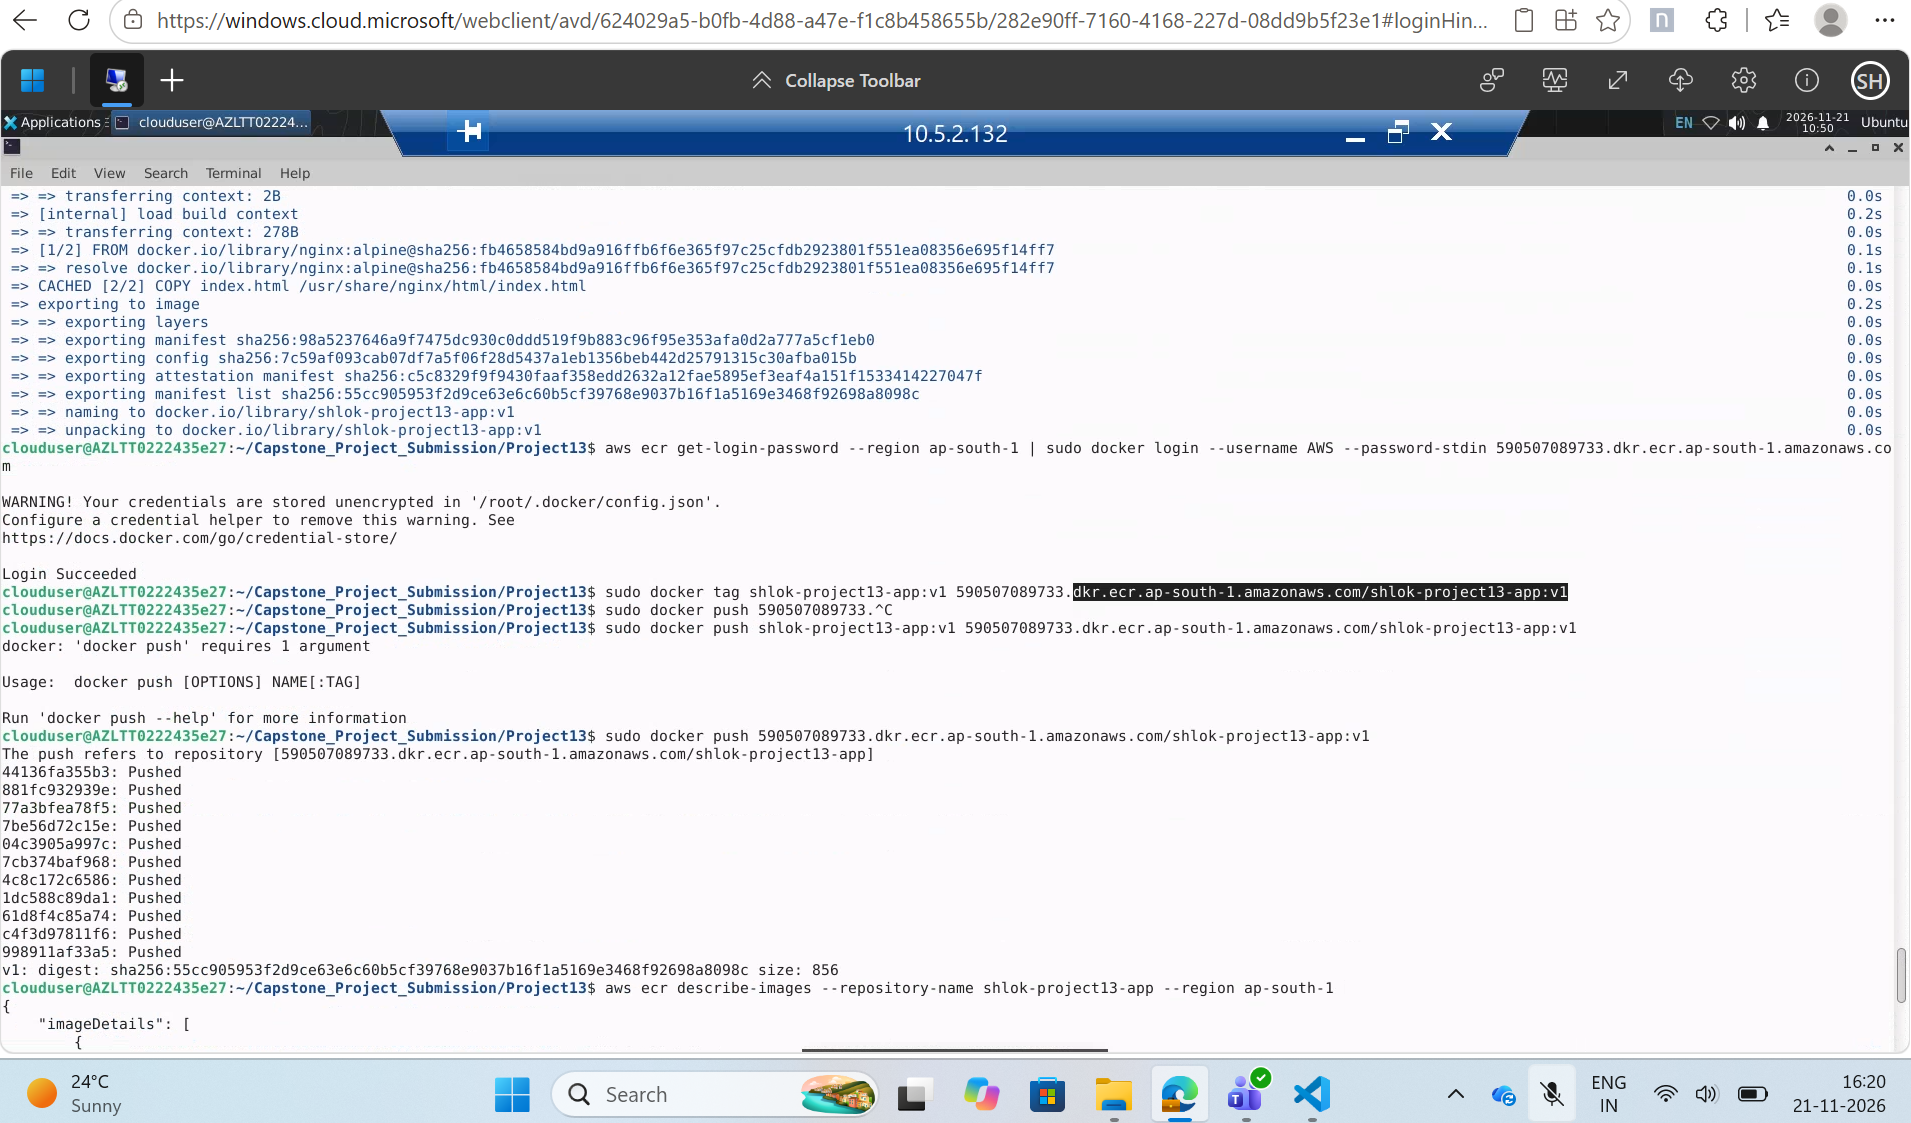 https://windows.cloud.microsoft/webclient/avd/624029a5-b0fb-4d88-a47e-f1c8b458655b/282e90ff-7160-4168-227d-08dd9b5f23e1#loginHin...
Collapse Toolbar
SH
Applications
clouduser@AZLTT02224...
10.5.2.132
EN
2026-11-21
10:50
Ubuntu
File Edit View Search Terminal Help
=> => transferring context: 2B 0.0s
=> [internal] load build context 0.2s
=> => transferring context: 278B 0.0s
=> [1/2] FROM docker.io/library/nginx:alpine@sha256:fb4658584bd9a916ffb6f6e365f97c25cfdb2923801f551ea08356e695f14ff7 0.1s
=> => resolve docker.io/library/nginx:alpine@sha256:fb4658584bd9a916ffb6f6e365f97c25cfdb2923801f551ea08356e695f14ff7 0.1s
=> CACHED [2/2] COPY index.html /usr/share/nginx/html/index.html 0.0s
=> exporting to image 0.2s
=> => exporting layers 0.0s
=> => exporting manifest sha256:98a5237646a9f7475dc930c0ddd519f9b883c96f95e353afa0d2a777a5cf1eb0 0.0s
=> => exporting config sha256:7c59af093cab07df7a5f06f28d5437a1eb1356beb442d25791315c30afba015b 0.0s
=> => exporting attestation manifest sha256:c5c8329f9f9430faaf358edd2632a12fae5895ef3eaf4a151f1533414227047f 0.0s
=> => exporting manifest list sha256:55cc905953f2d9ce63e6c60b5cf39768e9037b16f1a5169e3468f92698a8098c 0.0s
=> => naming to docker.io/library/shlok-project13-app:v1 0.0s
=> => unpacking to docker.io/library/shlok-project13-app:v1 0.0s
clouduser@AZLTT0222435e27:~/Capstone_Project_Submission/Project13$ aws ecr get-login-password --region ap-south-1 | sudo docker login --username AWS --password-stdin 590507089733.dkr.ecr.ap-south-1.amazonaws.co
m
WARNING! Your credentials are stored unencrypted in '/root/.docker/config.json'.
Configure a credential helper to remove this warning. See
https://docs.docker.com/go/credential-store/
Login Succeeded
clouduser@AZLTT0222435e27:~/Capstone_Project_Submission/Project13$ sudo docker tag shlok-project13-app:v1 590507089733.dkr.ecr.ap-south-1.amazonaws.com/shlok-project13-app:v1
clouduser@AZLTT0222435e27:~/Capstone_Project_Submission/Project13$ sudo docker push 590507089733.^C
clouduser@AZLTT0222435e27:~/Capstone_Project_Submission/Project13$ sudo docker push shlok-project13-app:v1 590507089733.dkr.ecr.ap-south-1.amazonaws.com/shlok-project13-app:v1
docker: 'docker push' requires 1 argument
Usage:  docker push [OPTIONS] NAME[:TAG]
Run 'docker push --help' for more information
clouduser@AZLTT0222435e27:~/Capstone_Project_Submission/Project13$ sudo docker push 590507089733.dkr.ecr.ap-south-1.amazonaws.com/shlok-project13-app:v1
The push refers to repository [590507089733.dkr.ecr.ap-south-1.amazonaws.com/shlok-project13-app]
44136fa355b3: Pushed
881fc932939e: Pushed
77a3bfea78f5: Pushed
7be56d72c15e: Pushed
04c3905a997c: Pushed
7cb374baf968: Pushed
4c8c172c6586: Pushed
1dc588c89da1: Pushed
61d8f4c85a74: Pushed
c4f3d97811f6: Pushed
998911af33a5: Pushed
v1: digest: sha256:55cc905953f2d9ce63e6c60b5cf39768e9037b16f1a5169e3468f92698a8098c size: 856
clouduser@AZLTT0222435e27:~/Capstone_Project_Submission/Project13$ aws ecr describe-images --repository-name shlok-project13-app --region ap-south-1
{
"imageDetails": [
{
24°C
Sunny
Search
ENG
IN
16:20
21-11-2026